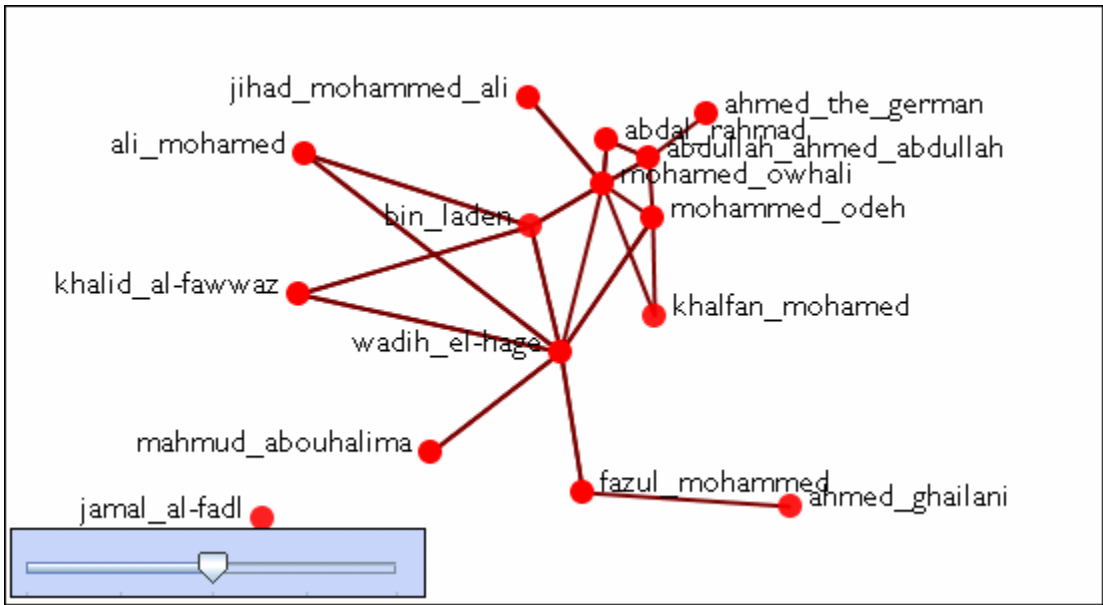 jihad_mohammed_ali
ahmed_the_german
abdal_rahmad
ali_mohamed
abdullah_ahmed_abdullah
mohamed_owhali
bin_laden
mohammed_odeh
khalid_al-fawwaz
khalfan_mohamed
wadih_el-hage
mahmud_abouhalima
fazul_mohammed
ahmed_ghailani
jamal_al-fadl